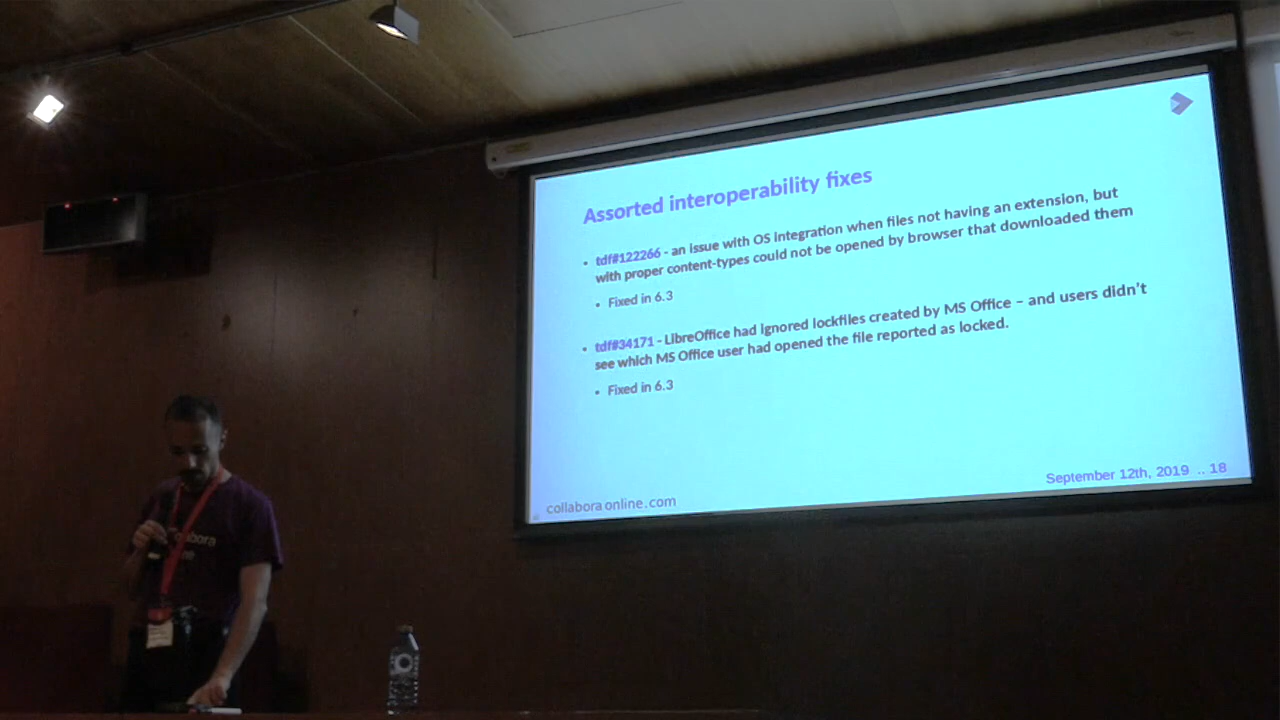 Assorted interoperability fixes
• tdf#122266 - an issue with OS integration when files not having an extension, but
with proper content-types could not be opened by browser that downloaded them
• Fixed in 6.3
• tdf#34171 - LibreOffice had ignored lockfiles created by MS Office – and users didn't
see which MS Office user had opened the file reported as locked.
• Fixed in 6.3
collabora online.com
September 12th, 2019 .. 18